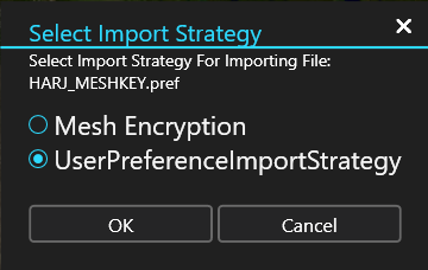 Select Import Strategy
Select Import Strategy For Importing File:
HARJ_MESHKEY.pref
Mesh Encryption
UserPreferenceImportStrategy
OK
Cancel